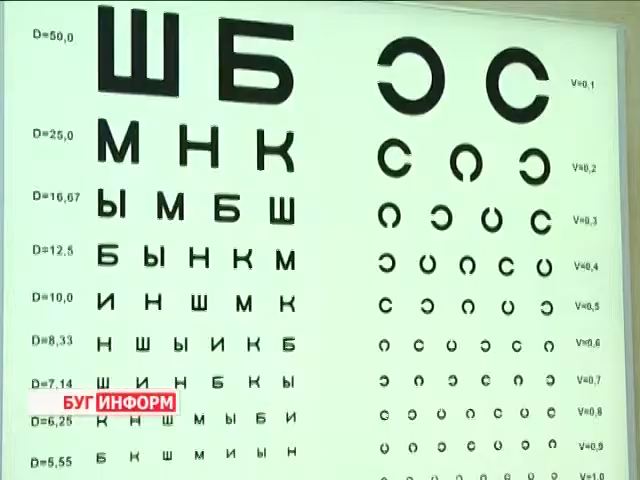 D=50,0 Ш Б V=0,1
D=25,0 М Н К V=0,2
D=16,67 Ы М Б Ш V=0,3
D=12,5 Б Ы Н К М V=0,4
D=10,0 И Н Ш М К V=0,5
D=8,33 Н Ш Ы И К Б V=0,6
D=7,14 Ш И Н Б К Ы V=0,7
БУГ ИНФОРМ
D=6,25 К Н Ш М Ы Б И V=0,8
D=5,55 Б К Ш М И Ы Н V=0,9
V=1,0